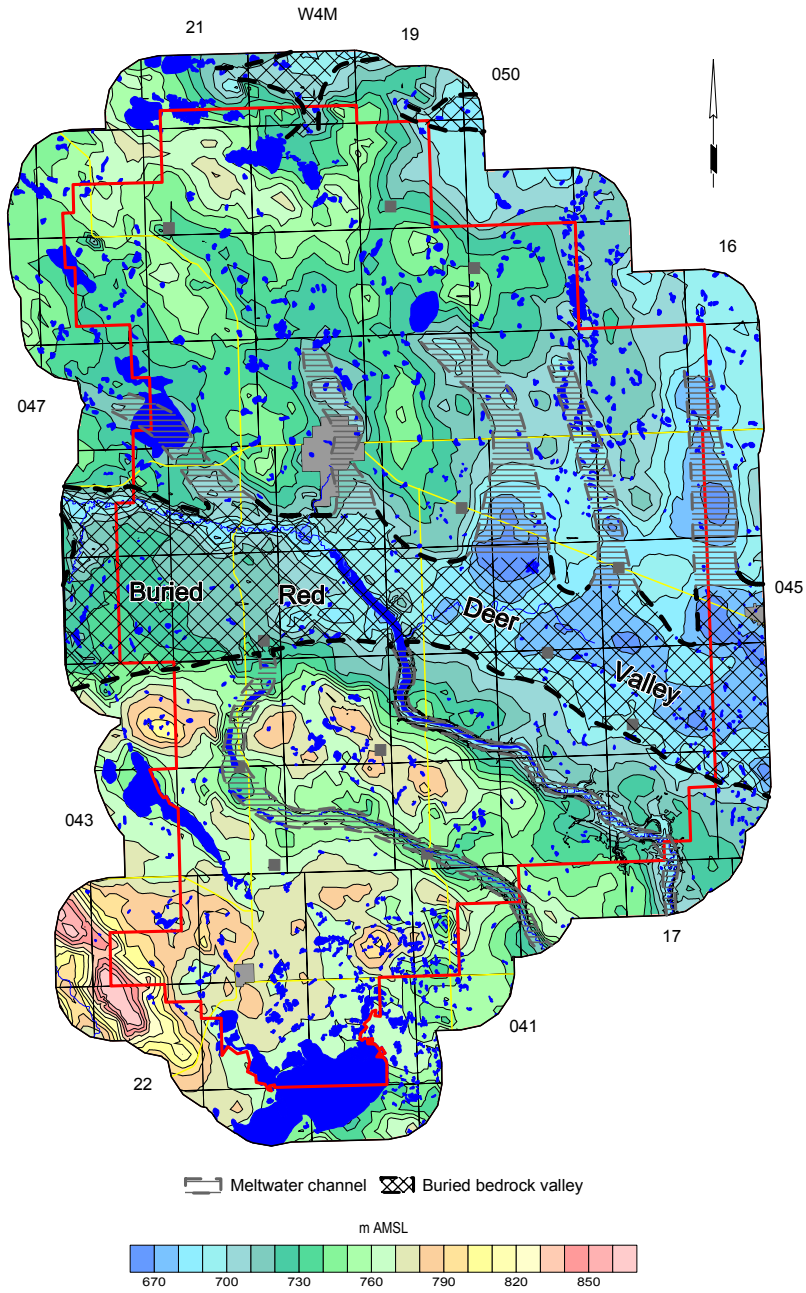 W4M
21
19
050
16
047
045
Buried Red Deer Valley
043
17
041
22
Meltwater channel Buried bedrock valley
m AMSL
670 700 730 760 790 820 850